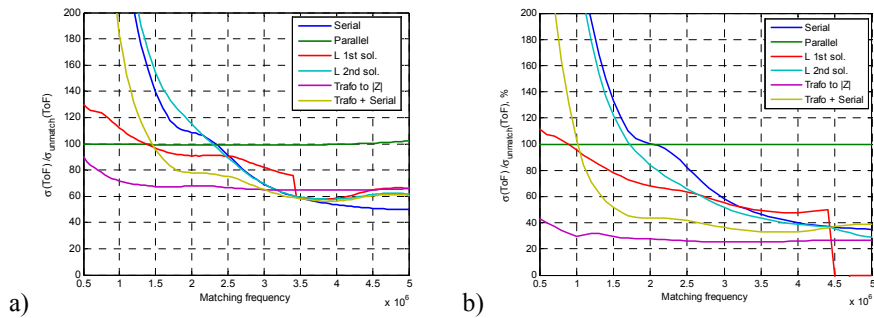 a)
σ(ToF) /σunmatch(ToF)
200
180
160
140
120
100
80
60
40
20
0
Serial
Parallel
L 1st sol.
L 2nd sol.
Trafo to |Z|
Trafo + Serial
0.5 1 1.5 2 2.5 3 3.5 4 4.5 5
Matching frequency
x 10^6
b)
σ(ToF) /σunmatch(ToF), %
200
180
160
140
120
100
80
60
40
20
0
Serial
Parallel
L 1st sol.
L 2nd sol.
Trafo to |Z|
Trafo + Serial
0.5 1 1.5 2 2.5 3 3.5 4 4.5 5
Matching frequency
x 10^6